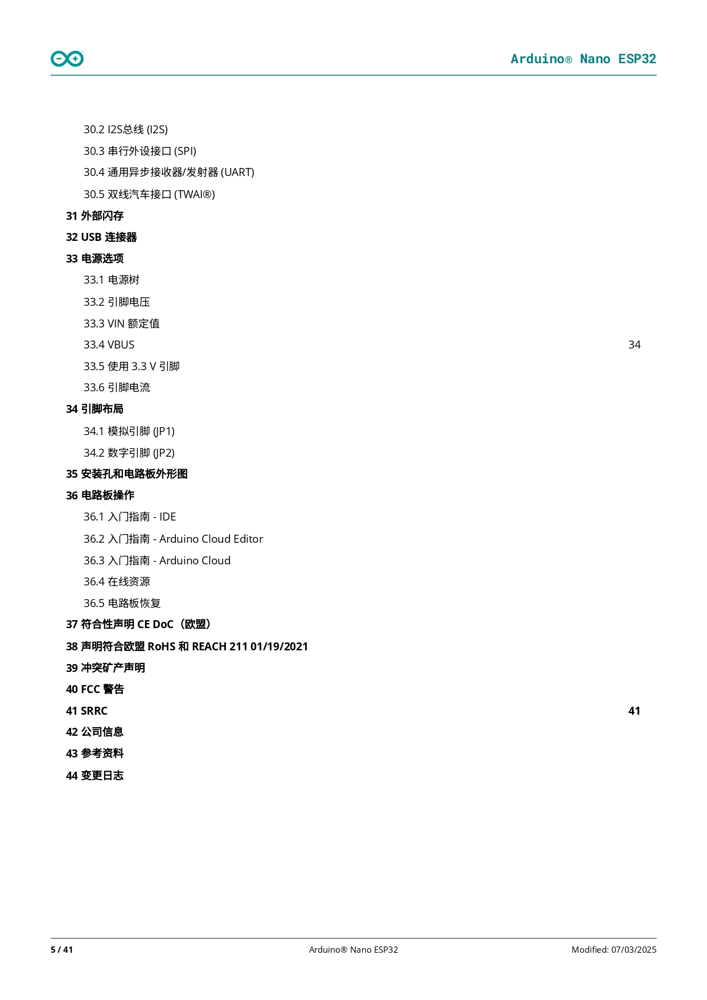 Arduino® Nano ESP32
30.2 I2S总线 (I2S)
30.3 串行外设接口 (SPI)
30.4 通用异步接收器/发射器 (UART)
30.5 双线汽车接口 (TWAI®)
31 外部闪存
32 USB 连接器
33 电源选项
33.1 电源树
33.2 引脚电压
33.3 VIN 额定值
33.4 VBUS 34
33.5 使用 3.3 V 引脚
33.6 引脚电流
34 引脚布局
34.1 模拟引脚 (JP1)
34.2 数字引脚 (JP2)
35 安装孔和电路板外形图
36 电路板操作
36.1 入门指南 - IDE
36.2 入门指南 - Arduino Cloud Editor
36.3 入门指南 - Arduino Cloud
36.4 在线资源
36.5 电路板恢复
37 符合性声明 CE DoC（欧盟）
38 声明符合欧盟 RoHS 和 REACH 211 01/19/2021
39 冲突矿产声明
40 FCC 警告
41 SRRC 41
42 公司信息
43 参考资料
44 变更日志
5 / 41 Arduino® Nano ESP32 Modified: 07/03/2025